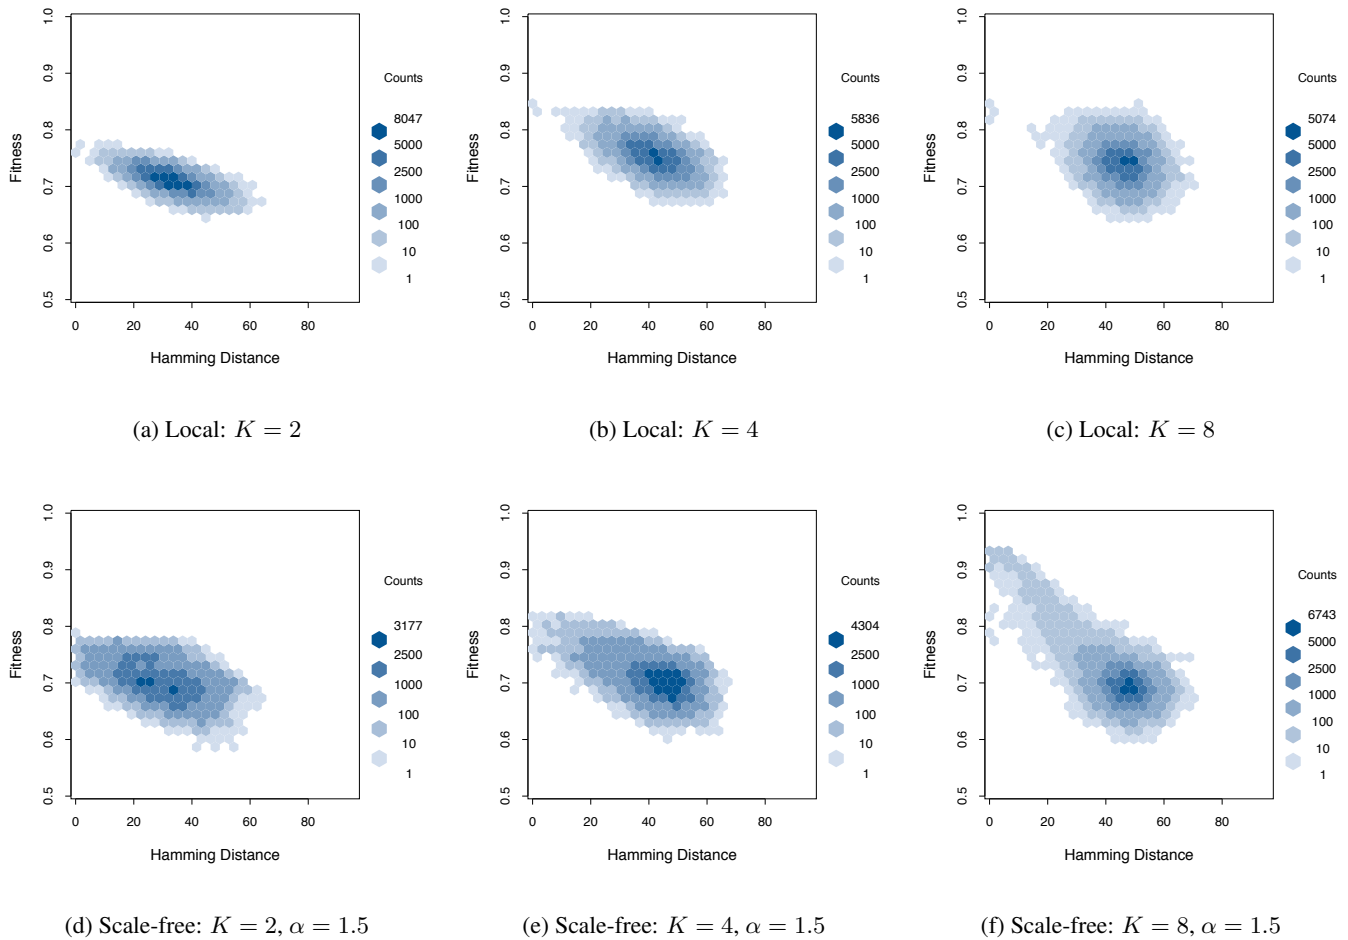 1.0
0.9
0.8
0.7
0.6
0.5
Fitness
0 20 40 60 80
Hamming Distance
Counts
8047
5000
2500
1000
100
10
1
(a) Local: K = 2
1.0
0.9
0.8
0.7
0.6
0.5
Fitness
0 20 40 60 80
Hamming Distance
Counts
5836
5000
2500
1000
100
10
1
(b) Local: K = 4
1.0
0.9
0.8
0.7
0.6
0.5
Fitness
0 20 40 60 80
Hamming Distance
Counts
5074
5000
2500
1000
100
10
1
(c) Local: K = 8
1.0
0.9
0.8
0.7
0.6
0.5
Fitness
0 20 40 60 80
Hamming Distance
Counts
3177
2500
1000
100
10
1
(d) Scale-free: K = 2, α = 1.5
1.0
0.9
0.8
0.7
0.6
0.5
Fitness
0 20 40 60 80
Hamming Distance
Counts
4304
2500
1000
100
10
1
(e) Scale-free: K = 4, α = 1.5
1.0
0.9
0.8
0.7
0.6
0.5
Fitness
0 20 40 60 80
Hamming Distance
Counts
6743
5000
2500
1000
100
10
1
(f) Scale-free: K = 8, α = 1.5